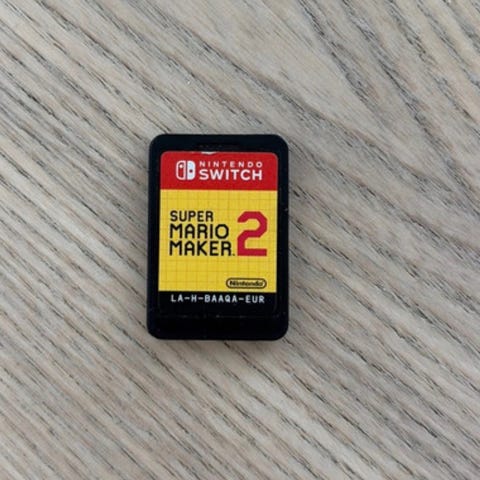 NINTENDO
SWITCH
SUPER
MARIO
MAKER 2
Nintendo
LA-H-BAAQA-EUR